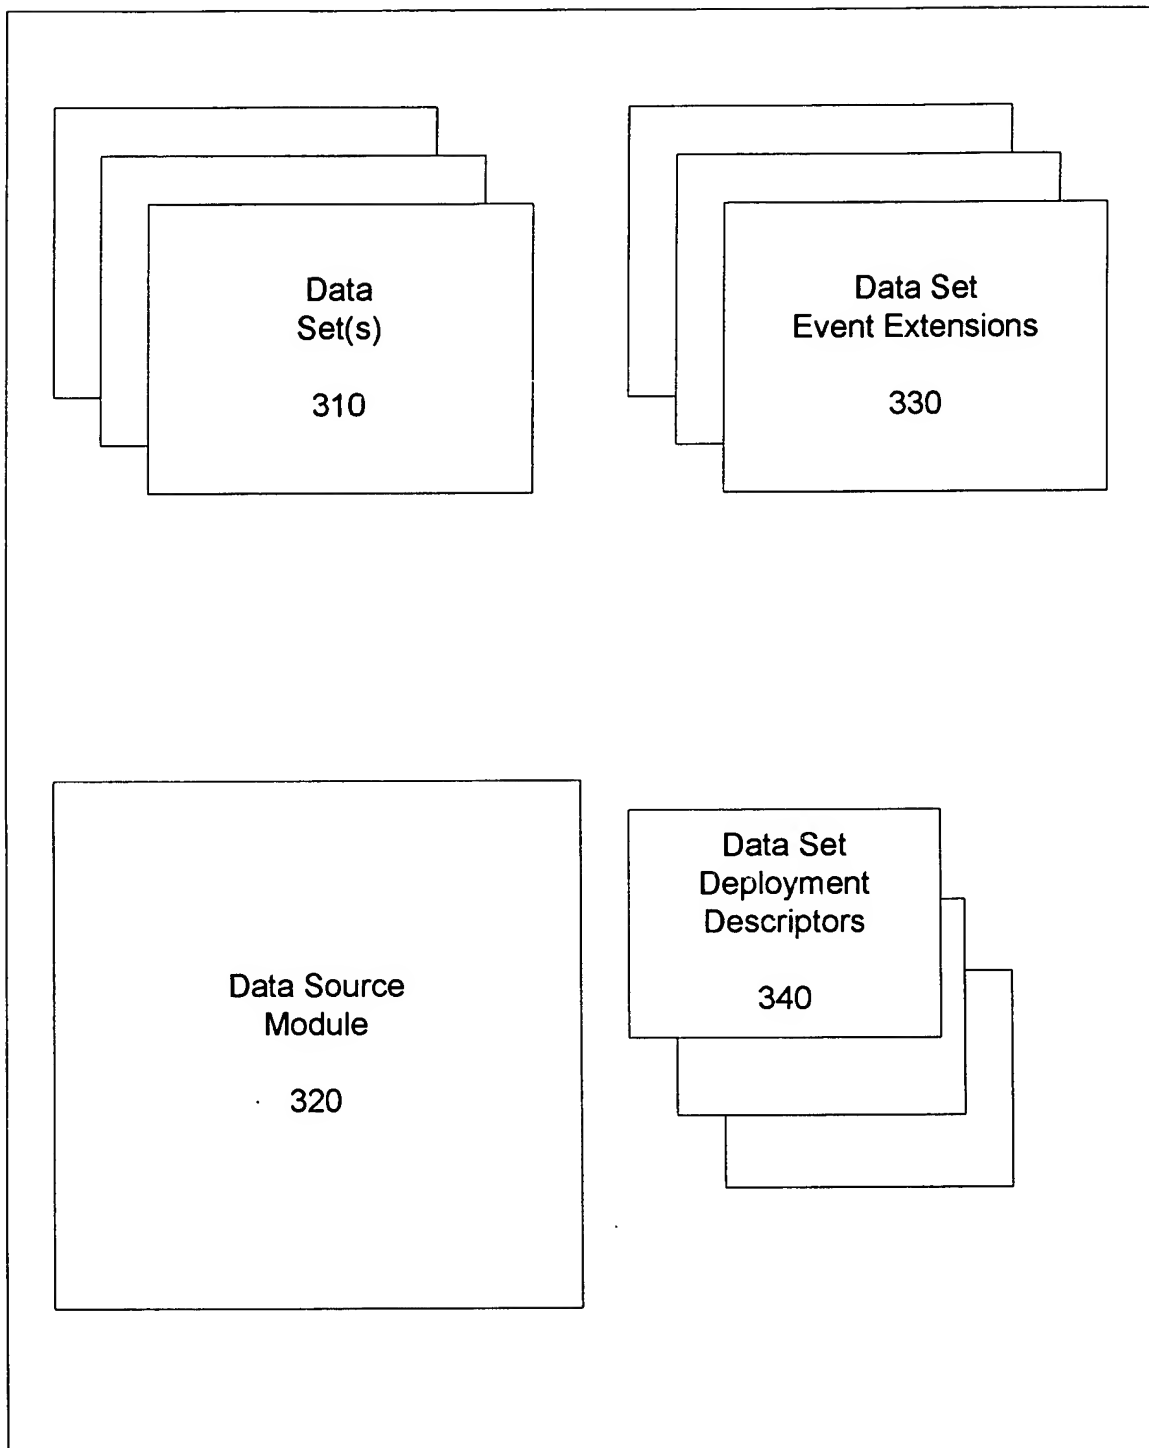 Data
Set(s)
310
Data Set
Event Extensions
330
Data Source
Module
320
Data Set
Deployment
Descriptors
340